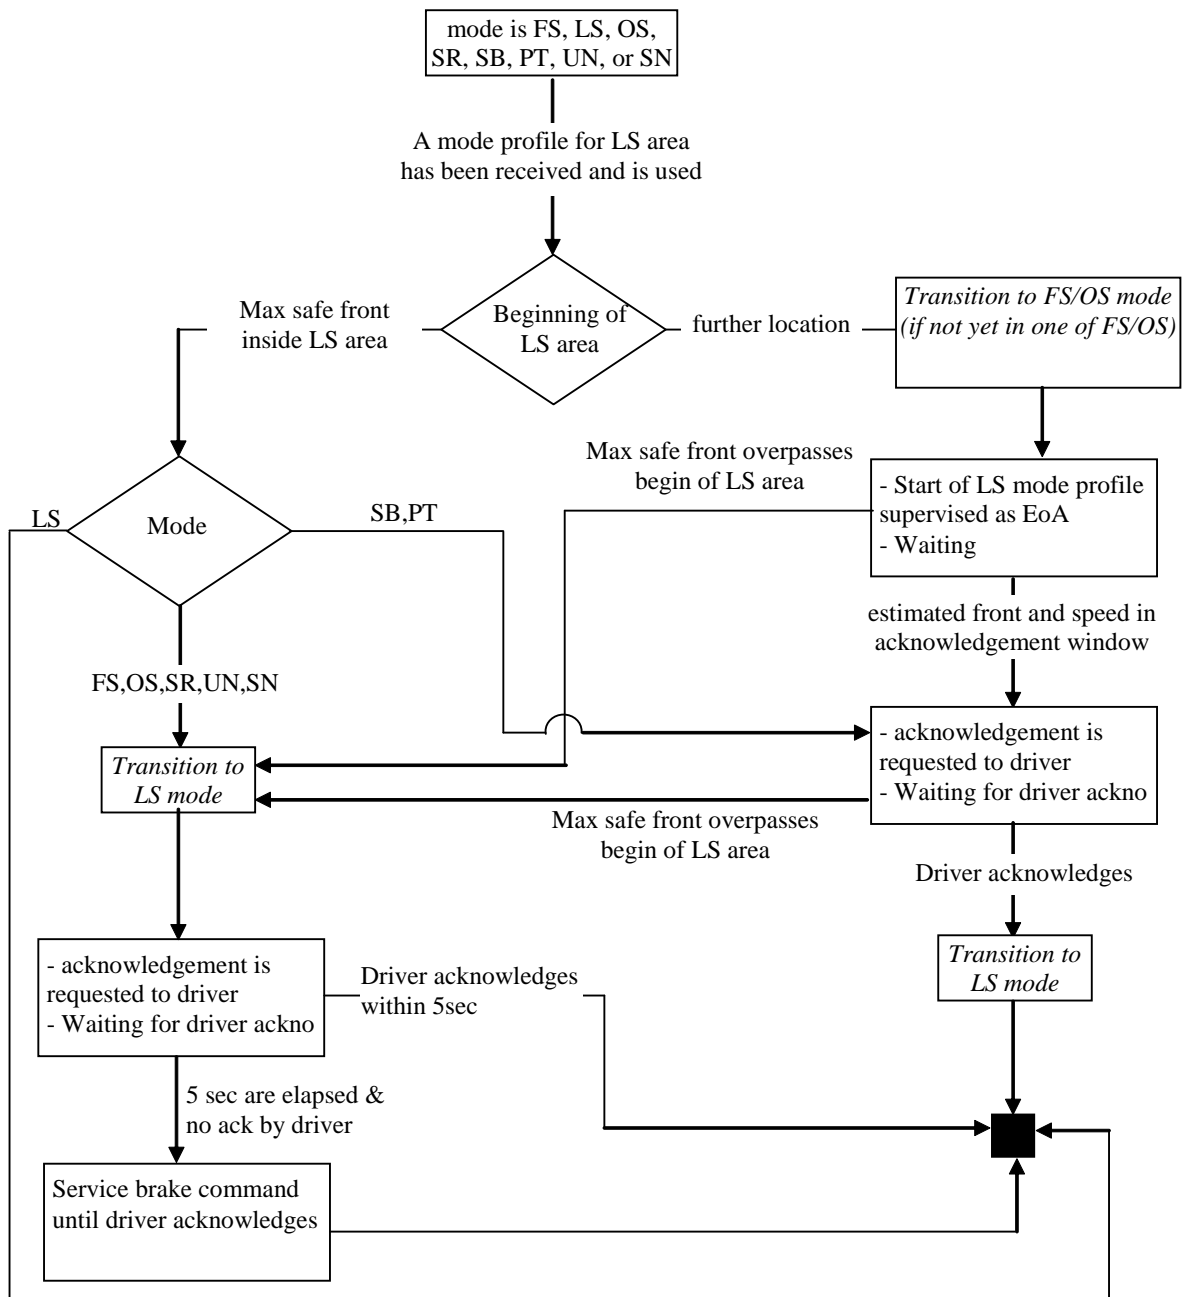 mode is FS, LS, OS,
SR, SB, PT, UN, or SN
A mode profile for LS area
has been received and is used
Beginning of
LS area
Max safe front
inside LS area
further location
Transition to FS/OS mode
(if not yet in one of FS/OS)
Max safe front overpasses
begin of LS area
- Start of LS mode profile
supervised as EoA
- Waiting
LS
Mode
SB,PT
estimated front and speed in
acknowledgement window
FS,OS,SR,UN,SN
- acknowledgement is
requested to driver
- Waiting for driver ackno
Transition to
LS mode
Max safe front overpasses
begin of LS area
Driver acknowledges
Transition to
LS mode
- acknowledgement is
requested to driver
- Waiting for driver ackno
Driver acknowledges
within 5sec
5 sec are elapsed &
no ack by driver
Service brake command
until driver acknowledges